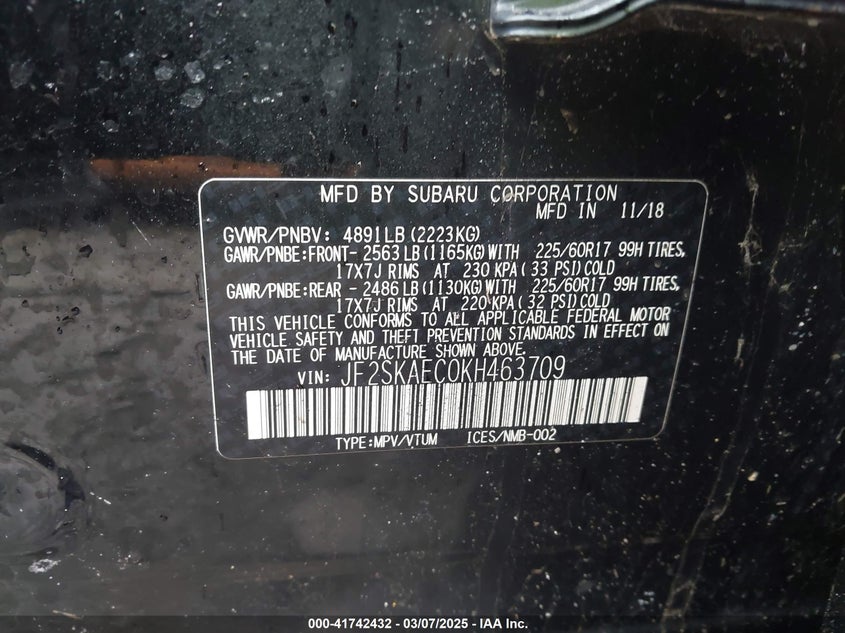 MFD BY SUBARU CORPORATION
MFD IN 11/18
GVWR/PNBV: 4891LB(2223KG)
GAWR/PNBE:FRONT- 2563LB(1165KG)WITH 225/60R17 99H TIRES,
17X7J RIMS AT 230 KPA(33 PSI)COLD
GAWR/PNBE:REAR - 2486LB(1130KG)WITH 225/60R17 99H TIRES,
17X7J RIMS AT 220 KPA(32 PSI)COLD
THIS VEHICLE CONFORMS TO ALL APPLICABLE FEDERAL MOTOR
VEHICLE SAFETY AND THEFT PREVENTION STANDARDS IN EFFECT ON
THE DATE OF MANUFACTURE SHOWN ABOVE.
VIN: JF2SKAEC0KH463709
TYPE:MPV/VTUM ICES/NMB-002
000-41742432 - 03/07/2025 - IAA Inc.